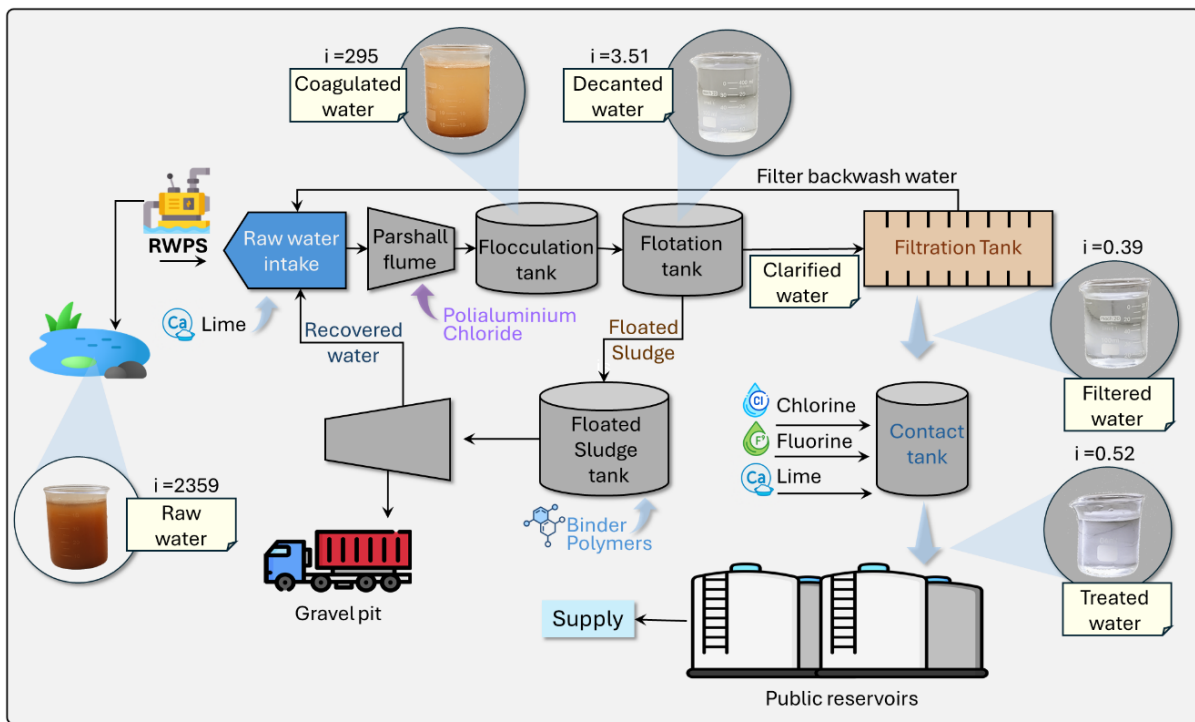 i =295
Coagulated
water
i =3.51
Decanted
water
Filter backwash water
RWPS
Raw water
intake
Parshall
flume
Flocculation
tank
Flotation
tank
Clarified
water
Filtration Tank
i =0.39
Filtered
water
Ca
Lime
Polialuminium
Chloride
Recovered
water
Floated
Sludge
Floated
Sludge
tank
Cl
Chlorine
F
Fluorine
Ca
Lime
Contact
tank
i =0.52
Treated
water
i =2359
Raw
water
Binder
Polymers
Gravel pit
Supply
Public reservoirs